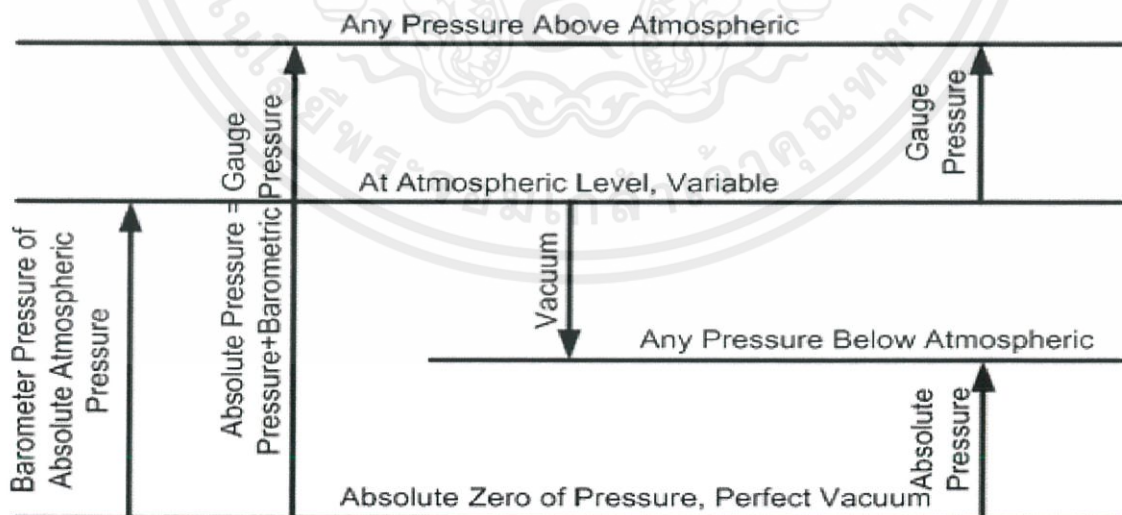 Any Pressure Above Atmospheric
Absolute Pressure = Gauge
Pressure+Barometric Pressure
Gauge
Pressure
At Atmospheric Level, Variable
Barometer Pressure of
Absolute Atmospheric
Pressure
Vacuum
Any Pressure Below Atmospheric
Absolute
Pressure
Absolute Zero of Pressure, Perfect Vacuum